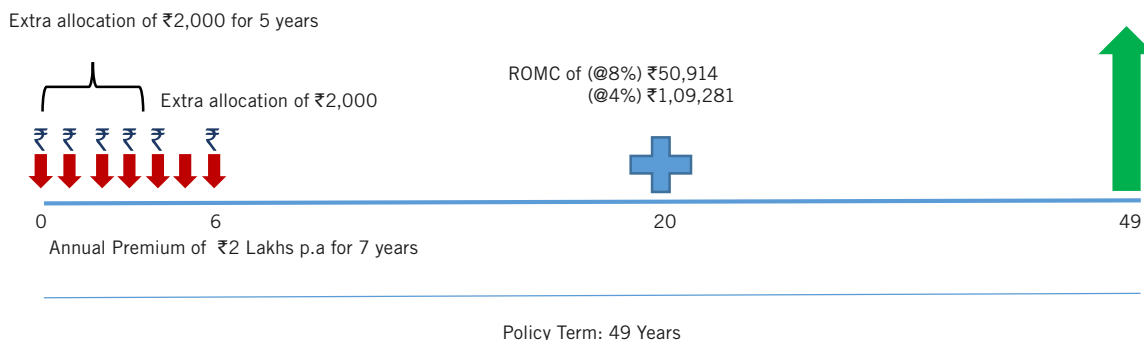 Extra allocation of ₹2,000 for 5 years
Extra allocation of ₹2,000
ROMC of (@8%) ₹50,914
(@4%) ₹1,09,281
₹ ₹ ₹ ₹ ₹ ₹
0 6 20 49
Annual Premium of ₹2 Lakhs p.a for 7 years
Policy Term: 49 Years